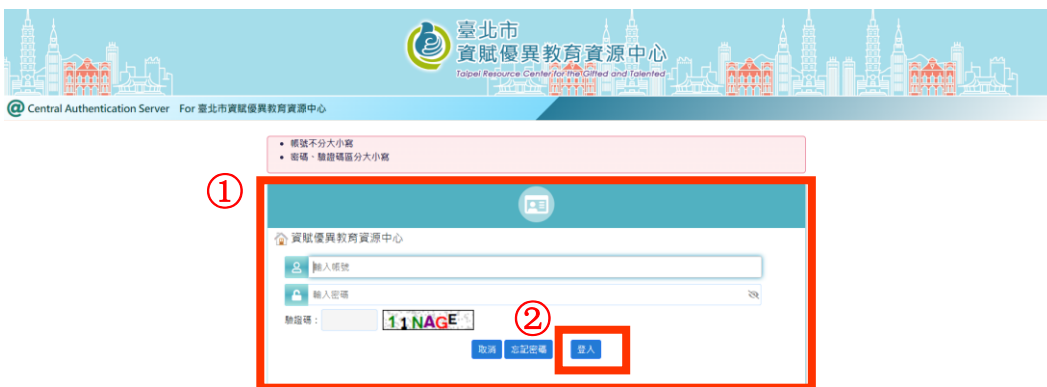 臺北市
資賦優異教育資源中心
Taipei Resource Center for the Gifted and Talented
@ Central Authentication Server For 臺北市資賦優異教育資源中心
• 帳號不分大小寫
• 密碼、驗證碼區分大小寫
①
資賦優異教育資源中心
輸入帳號
輸入密碼
驗證碼：
11NAGE
②
取消 忘記密碼 登入